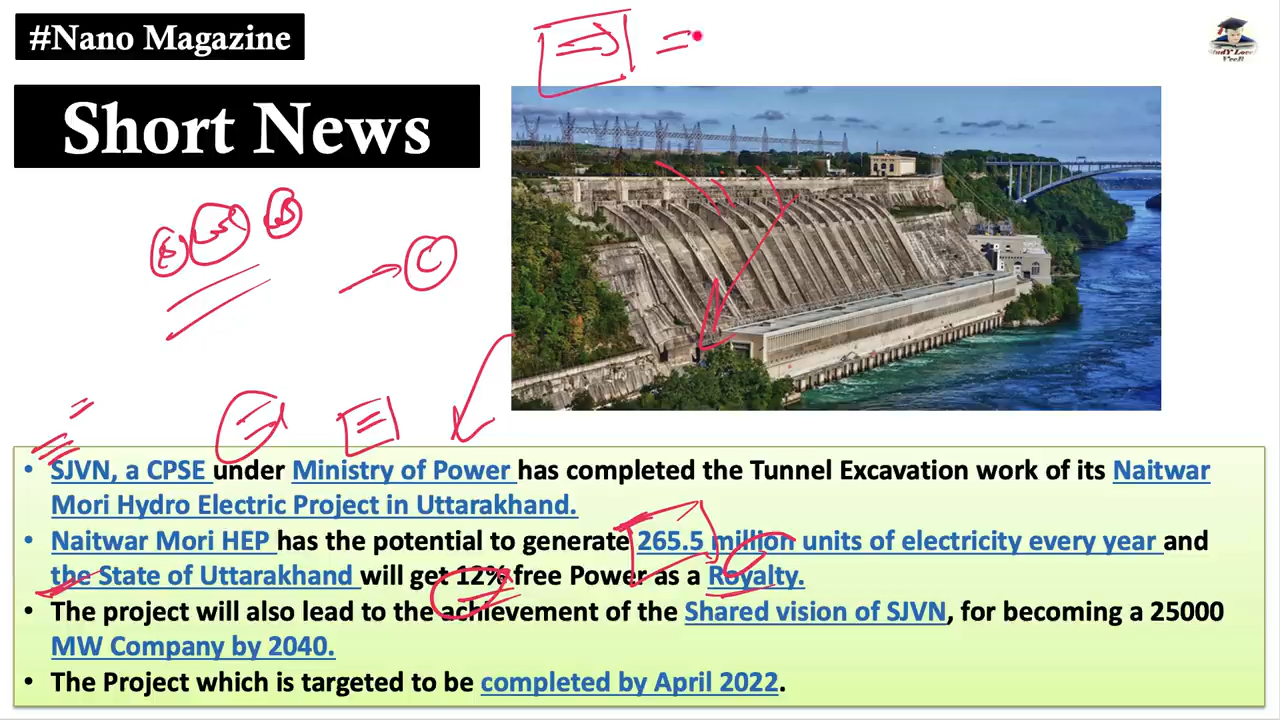 #Nano Magazine
Short News
• SJVN, a CPSE under Ministry of Power has completed the Tunnel Excavation work of its Naitwar
Mori Hydro Electric Project in Uttarakhand.
• Naitwar Mori HEP has the potential to generate 265.5 million units of electricity every year and
the State of Uttarakhand will get 12% free Power as a Royalty.
• The project will also lead to the achievement of the Shared vision of SJVN, for becoming a 25000
MW Company by 2040.
• The Project which is targeted to be completed by April 2022.